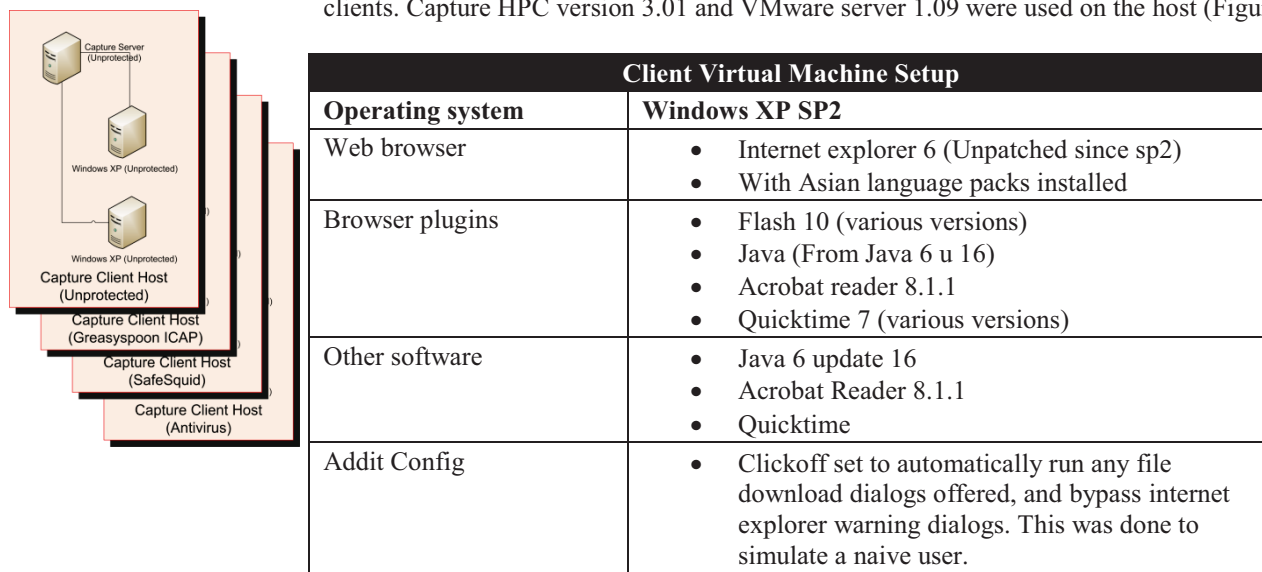 clients. Capture HPC version 3.01 and VMware server 1.09 were used on the host
Capture Server
(Unprotected)
Windows XP (Unprotected)
Windows XP (Unprotected)
Capture Client Host
(Unprotected)
Capture Client Host
(Greasyspoon ICAP)
Capture Client Host
(SafeSquid)
Capture Client Host
(Antivirus)
Client Virtual Machine Setup
Operating system Windows XP SP2
Web browser
• Internet explorer 6 (Unpatched since sp2)
• With Asian language packs installed
Browser plugins
• Flash 10 (various versions)
• Java (From Java 6 u 16)
• Acrobat reader 8.1.1
• Quicktime 7 (various versions)
Other software
• Java 6 update 16
• Acrobat Reader 8.1.1
• Quicktime
Addit Config
• Clickoff set to automatically run any file
download dialogs offered, and bypass internet
explorer warning dialogs. This was done to
simulate a naive user.